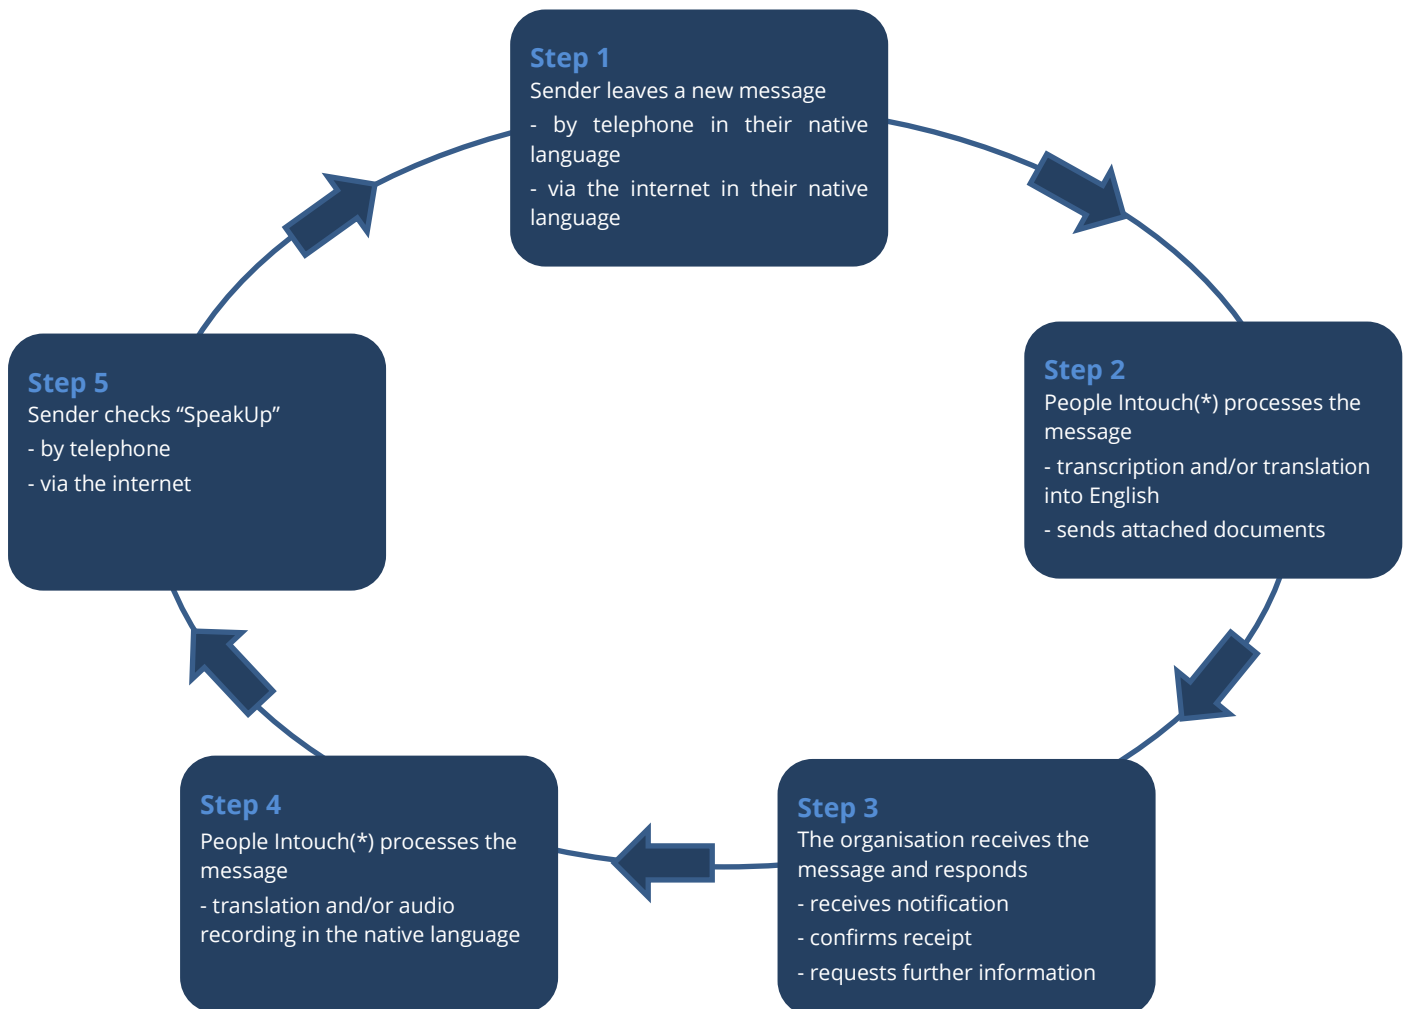 Step 1
Sender leaves a new message
- by telephone in their native
language
- via the internet in their native
language
Step 2
People Intouch(*) processes the
message
- transcription and/or translation
into English
- sends attached documents
Step 3
The organisation receives the
message and responds
- receives notification
- confirms receipt
- requests further information
Step 4
People Intouch(*) processes the
message
- translation and/or audio
recording in the native language
Step 5
Sender checks “SpeakUp”
- by telephone
- via the internet